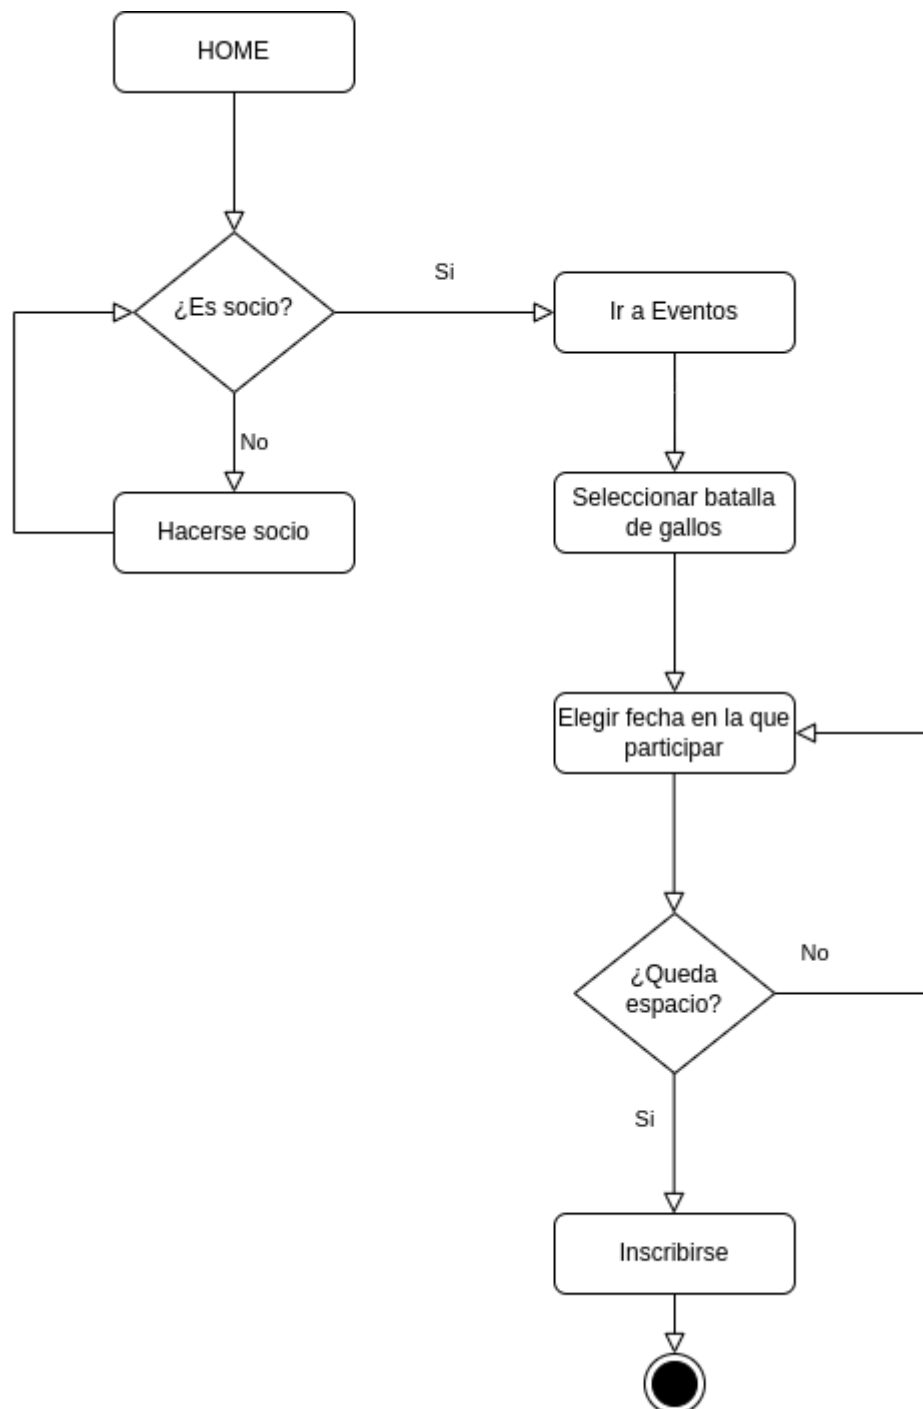 HOME
¿Es socio?
Si
Ir a Eventos
No
Hacerse socio
Seleccionar batalla
de gallos
Elegir fecha en la que
participar
¿Queda
espacio?
No
Si
Inscribirse